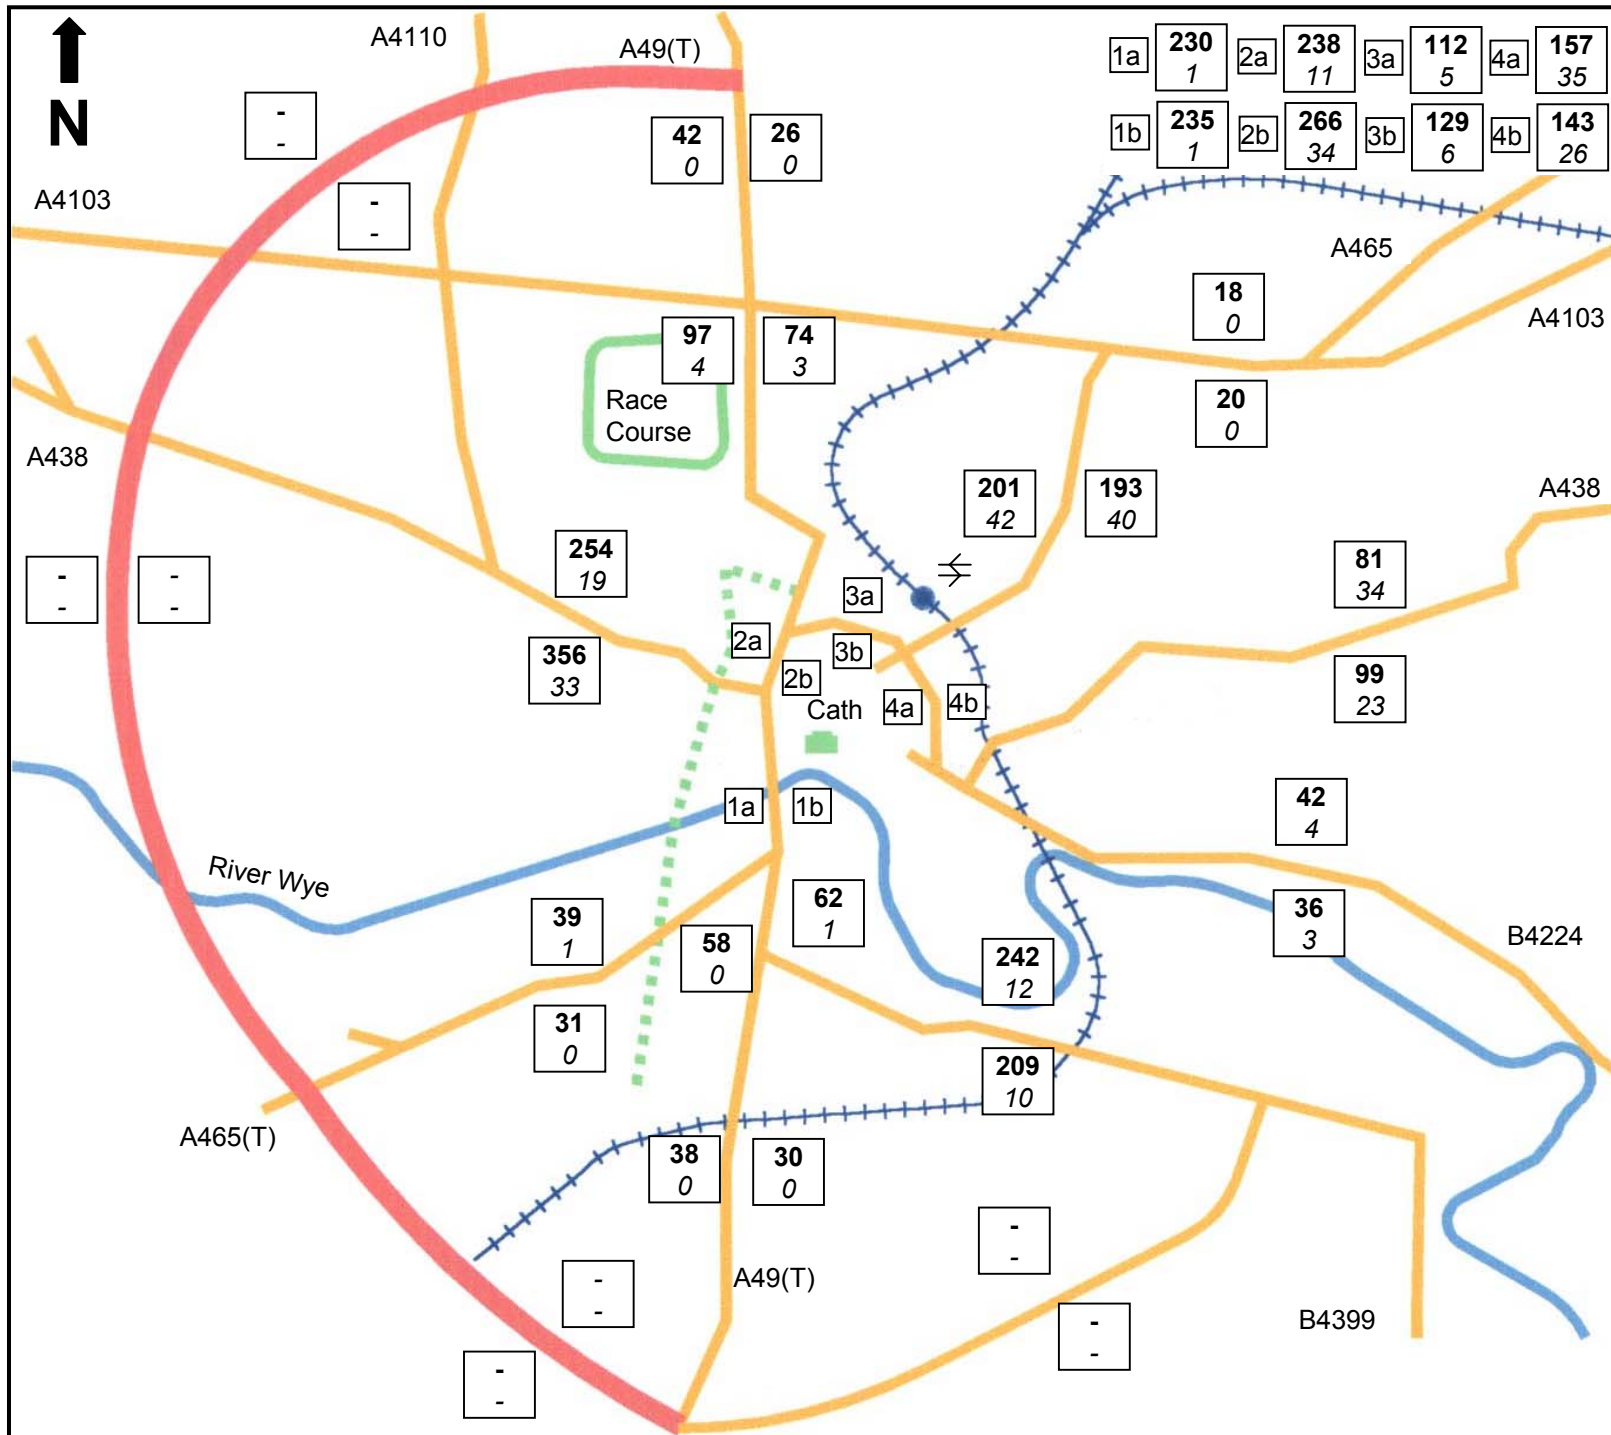 A4110
A49(T)
1a 230 2a 238 3a 112 4a 157
1 11 5 35
1b 235 2b 266 3b 129 4b 143
1 34 6 26
N
-
-
42 26
0 0
A4103
-
-
A465
18
0
A4103
97 74
4 3
Race
Course
20
0
A438
201 193
42 40
A438
254
19
81
34
- -
- -
3a
2a
3b
356
33
2b
99
23
Cath
4a
4b
1a
1b
42
4
River Wye
39
1
62
1
36
3
58
0
B4224
242
12
31
0
209
10
A465(T)
38 30
0 0
-
-
-
-
A49(T)
B4399
-
-
-
-